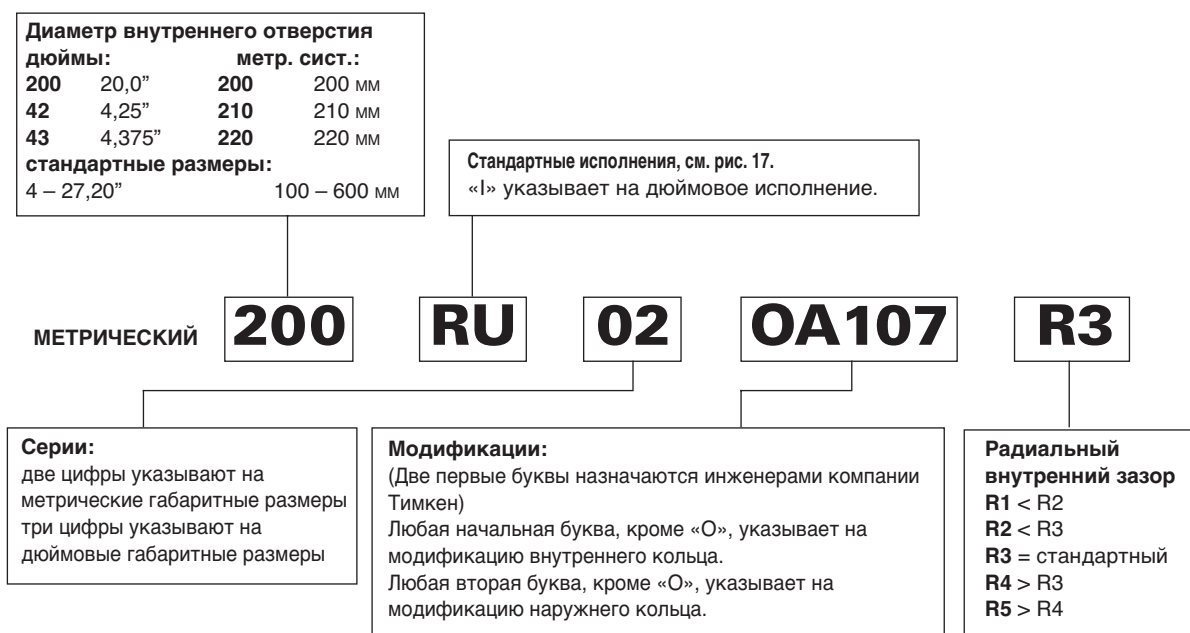 Диаметр внутреннего отверстия
дюймы: метр. сист.:
200 20,0” 200 200 мм
42 4,25” 210 210 мм
43 4,375” 220 220 мм
стандартные размеры:
4 – 27,20” 100 – 600 мм
Стандартные исполнения, см. рис. 17.
«I» указывает на дюймовое исполнение.
МЕТРИЧЕСКИЙ 200 RU 02 OA107 R3
Серии:
две цифры указывают на
метрические габаритные размеры
три цифры указывают на
дюймовые габаритные размеры
Модификации:
(Две первые буквы назначаются инженерами компании
Тимкен)
Любая начальная буква, кроме «О», указывает на
модификацию внутреннего кольца.
Любая вторая буква, кроме «О», указывает на
модификацию наружнего кольца.
Радиальный
внутренний зазор
R1 < R2
R2 < R3
R3 = стандартный
R4 > R3
R5 > R4